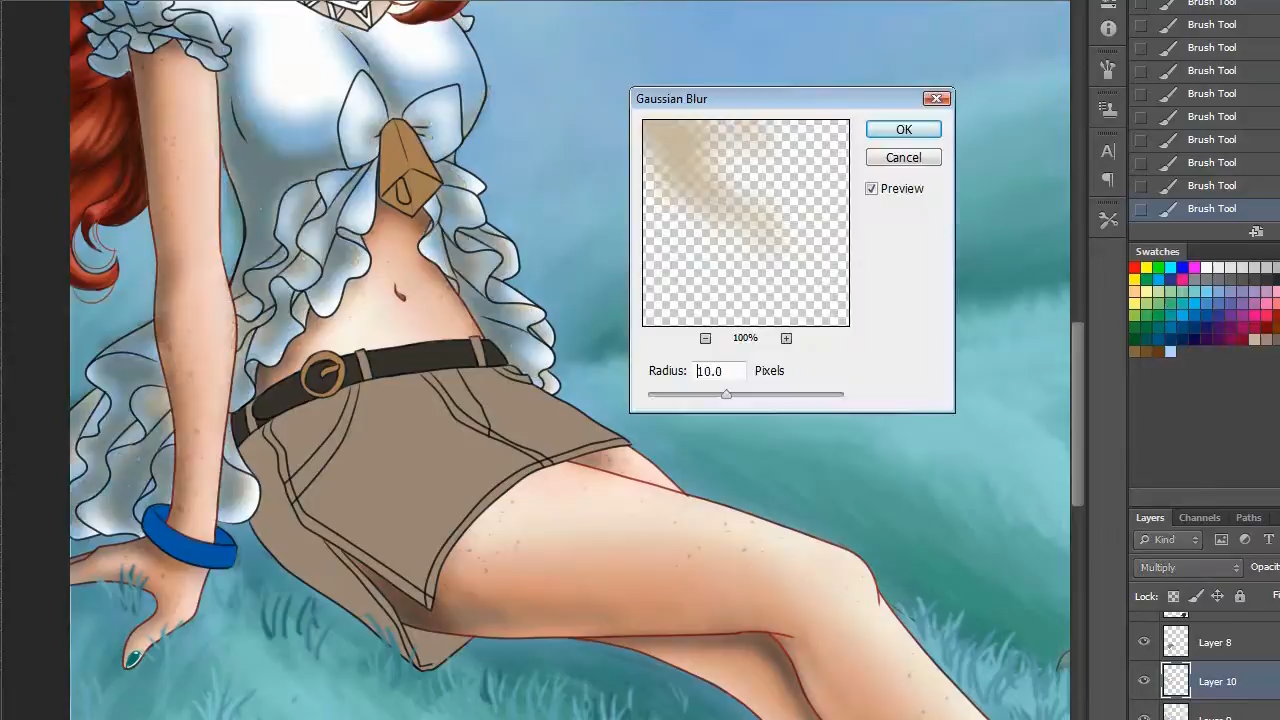 Brush Tool
Brush Tool
Brush Tool
Brush Tool
Brush Tool
Brush Tool
Brush Tool
Brush Tool
Brush Tool
Brush Tool
Gaussian Blur
OK
Cancel
Preview
100%
Radius: 10.0 Pixels
Swatches
Layers Channels Paths
Kind
Multiply Opacit
Lock: Fi
Layer 8
Layer 10